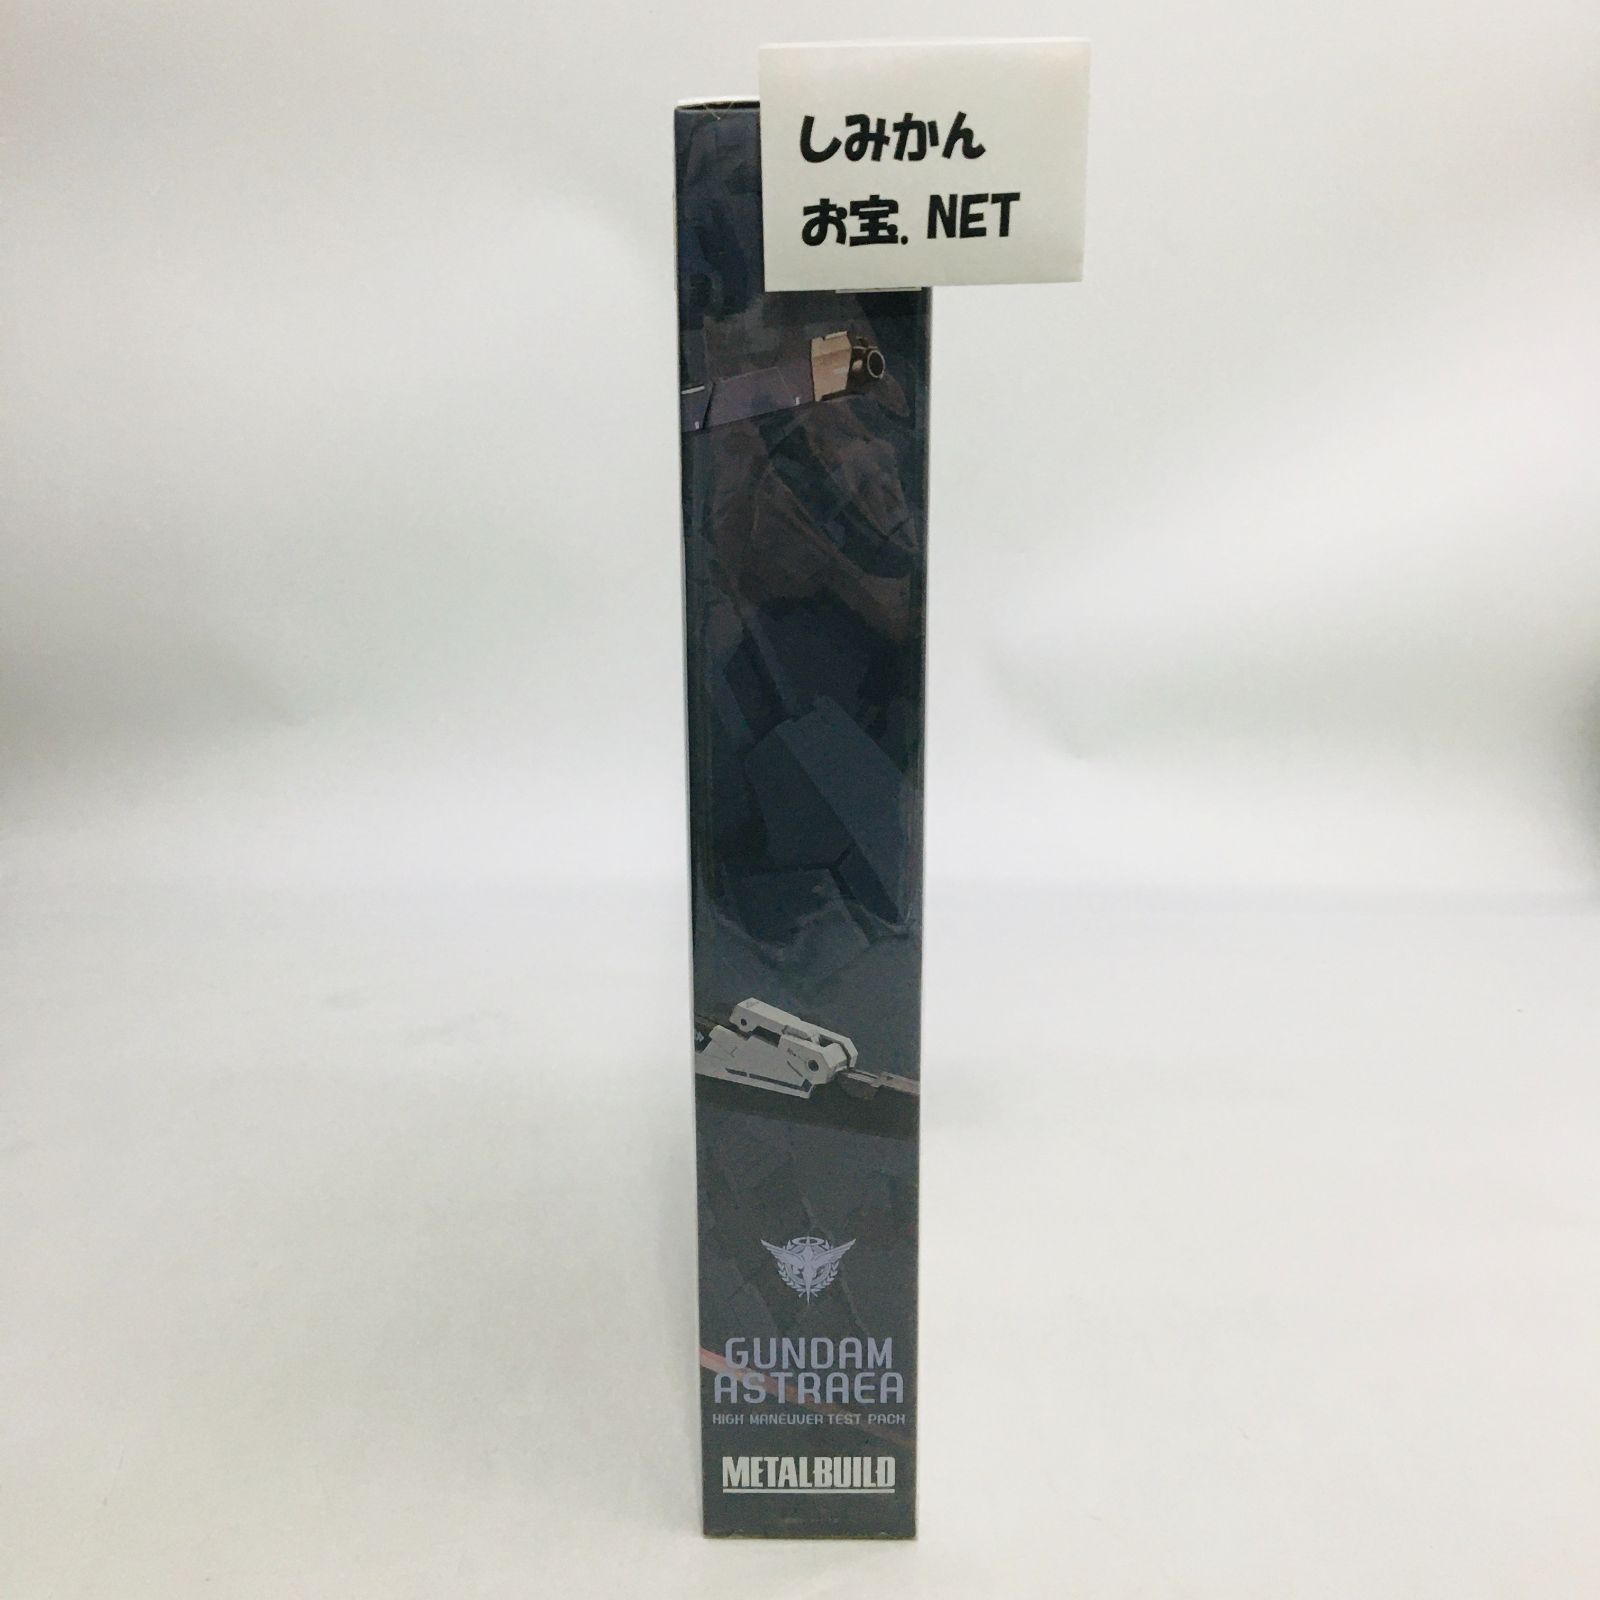 しみかん
お宝. NET
GUNDAM
ASTRAEA
HIGH MANEUVER TEST PACK
METALBUILD